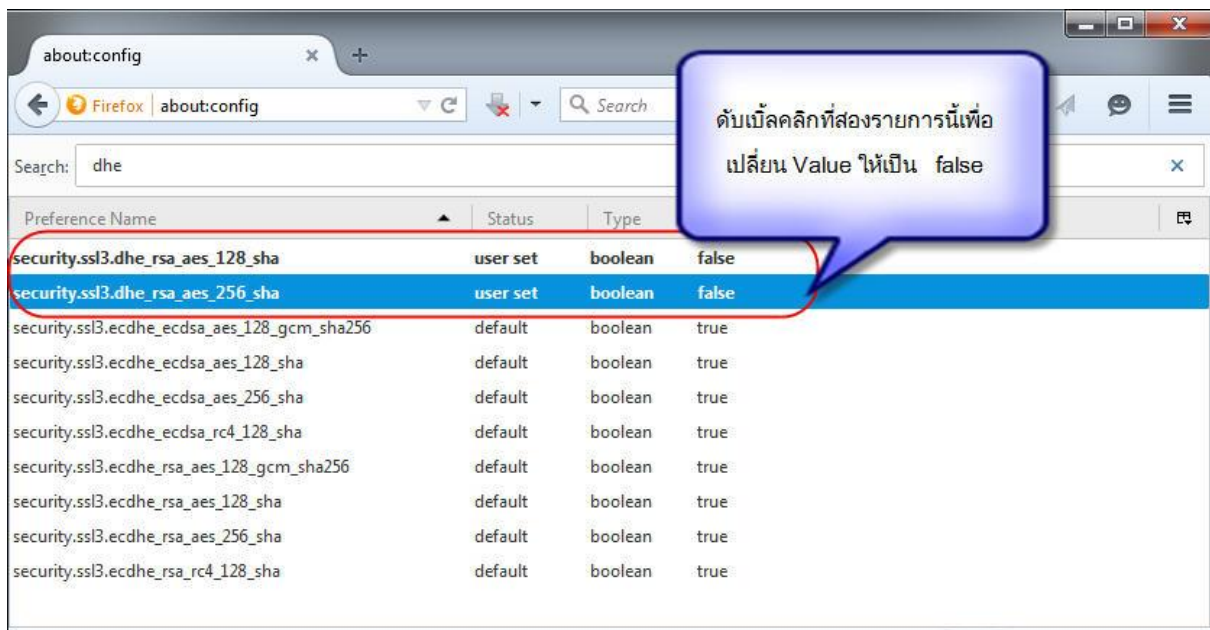 about:config
Firefox about:config
Search
ดับเบิ้ลคลิกที่สองรายการนี้เพื่อ
เปลี่ยน Value ให้เป็น false
Search: dhe
Preference Name Status Type
security.ssl3.dhe_rsa_aes_128_sha user set boolean false
security.ssl3.dhe_rsa_aes_256_sha user set boolean false
security.ssl3.ecdhe_ecdsa_aes_128_gcm_sha256 default boolean true
security.ssl3.ecdhe_ecdsa_aes_128_sha default boolean true
security.ssl3.ecdhe_ecdsa_aes_256_sha default boolean true
security.ssl3.ecdhe_ecdsa_rc4_128_sha default boolean true
security.ssl3.ecdhe_rsa_aes_128_gcm_sha256 default boolean true
security.ssl3.ecdhe_rsa_aes_128_sha default boolean true
security.ssl3.ecdhe_rsa_aes_256_sha default boolean true
security.ssl3.ecdhe_rsa_rc4_128_sha default boolean true